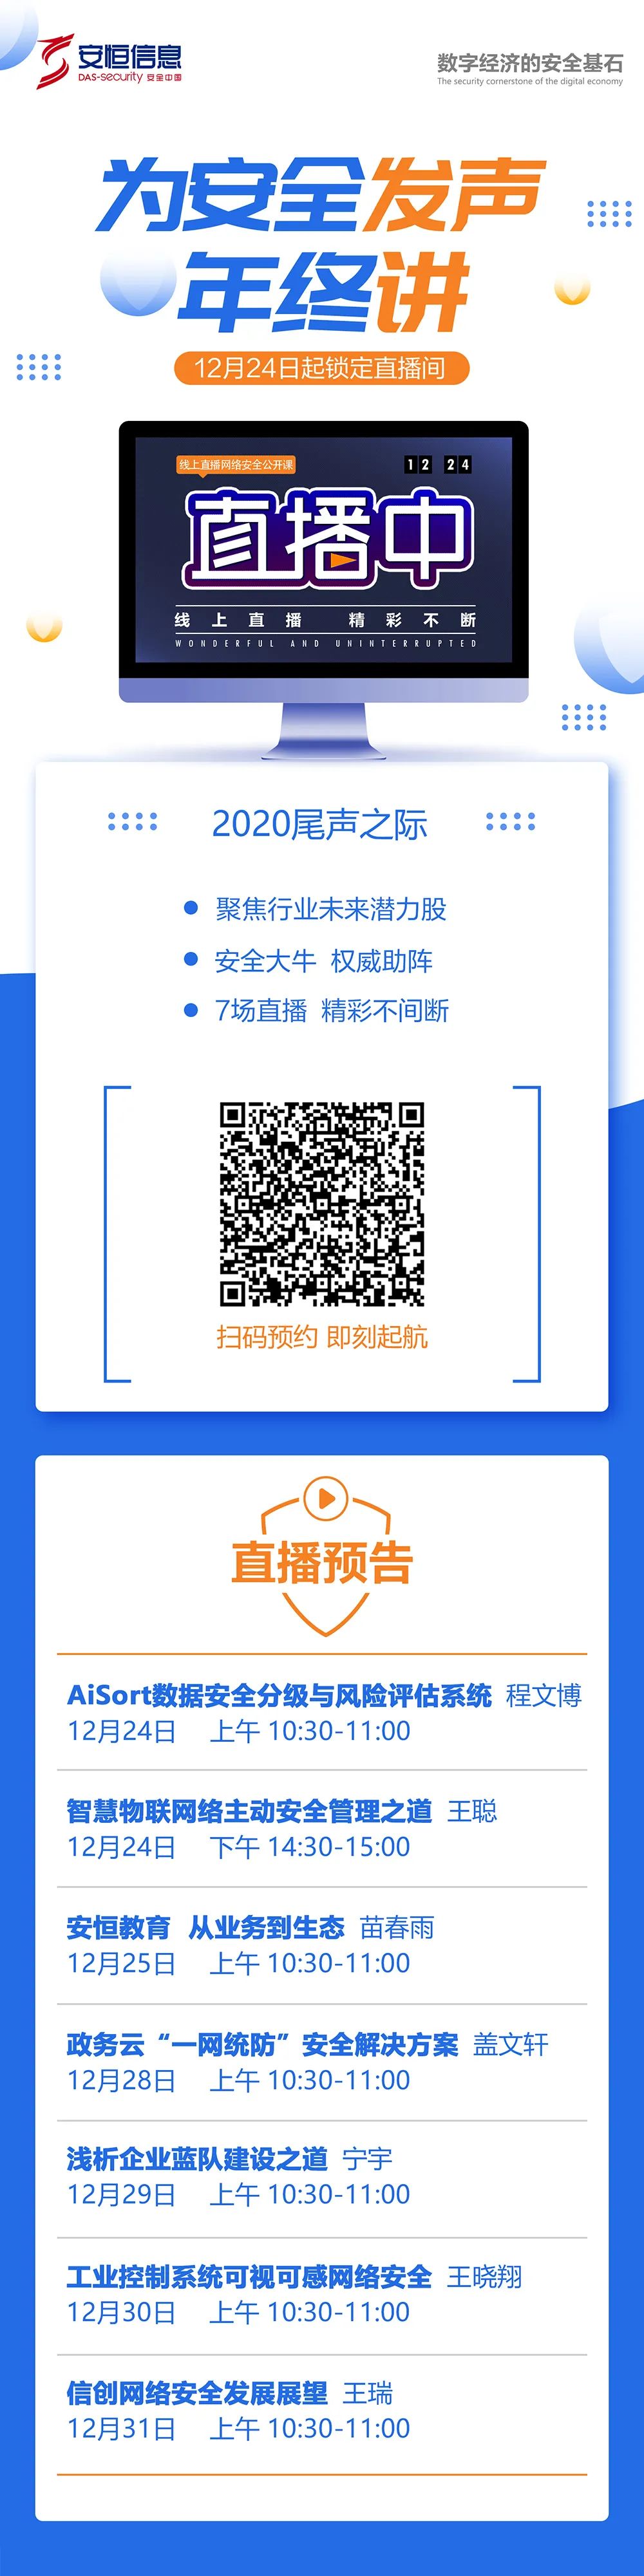 安恒信息
DAS-security 安全中国
数字经济的安全基石
The security cornerstone of the digital economy
为安全发声
年终讲
12月24日起锁定直播间
线上直播网络安全公开课
12 24
直播中
线上直播 精彩不断
WONDERFUL AND UNINTERRUPTED
2020尾声之际
聚焦行业未来潜力股
安全大牛 权威助阵
7场直播 精彩不间断
扫码预约 即刻起航
直播预告
AiSort数据安全分级与风险评估系统 程文博
12月24日 上午 10:30-11:00
智慧物联网络主动安全管理之道 王聪
12月24日 下午 14:30-15:00
安恒教育 从业务到生态 苗春雨
12月25日 上午 10:30-11:00
政务云“一网统防”安全解决方案 盖文轩
12月28日 上午 10:30-11:00
浅析企业蓝队建设之道 宁宇
12月29日 上午 10:30-11:00
工业控制系统可视可感网络安全 王晓翔
12月30日 上午 10:30-11:00
信创网络安全发展展望 王瑞
12月31日 上午 10:30-11:00